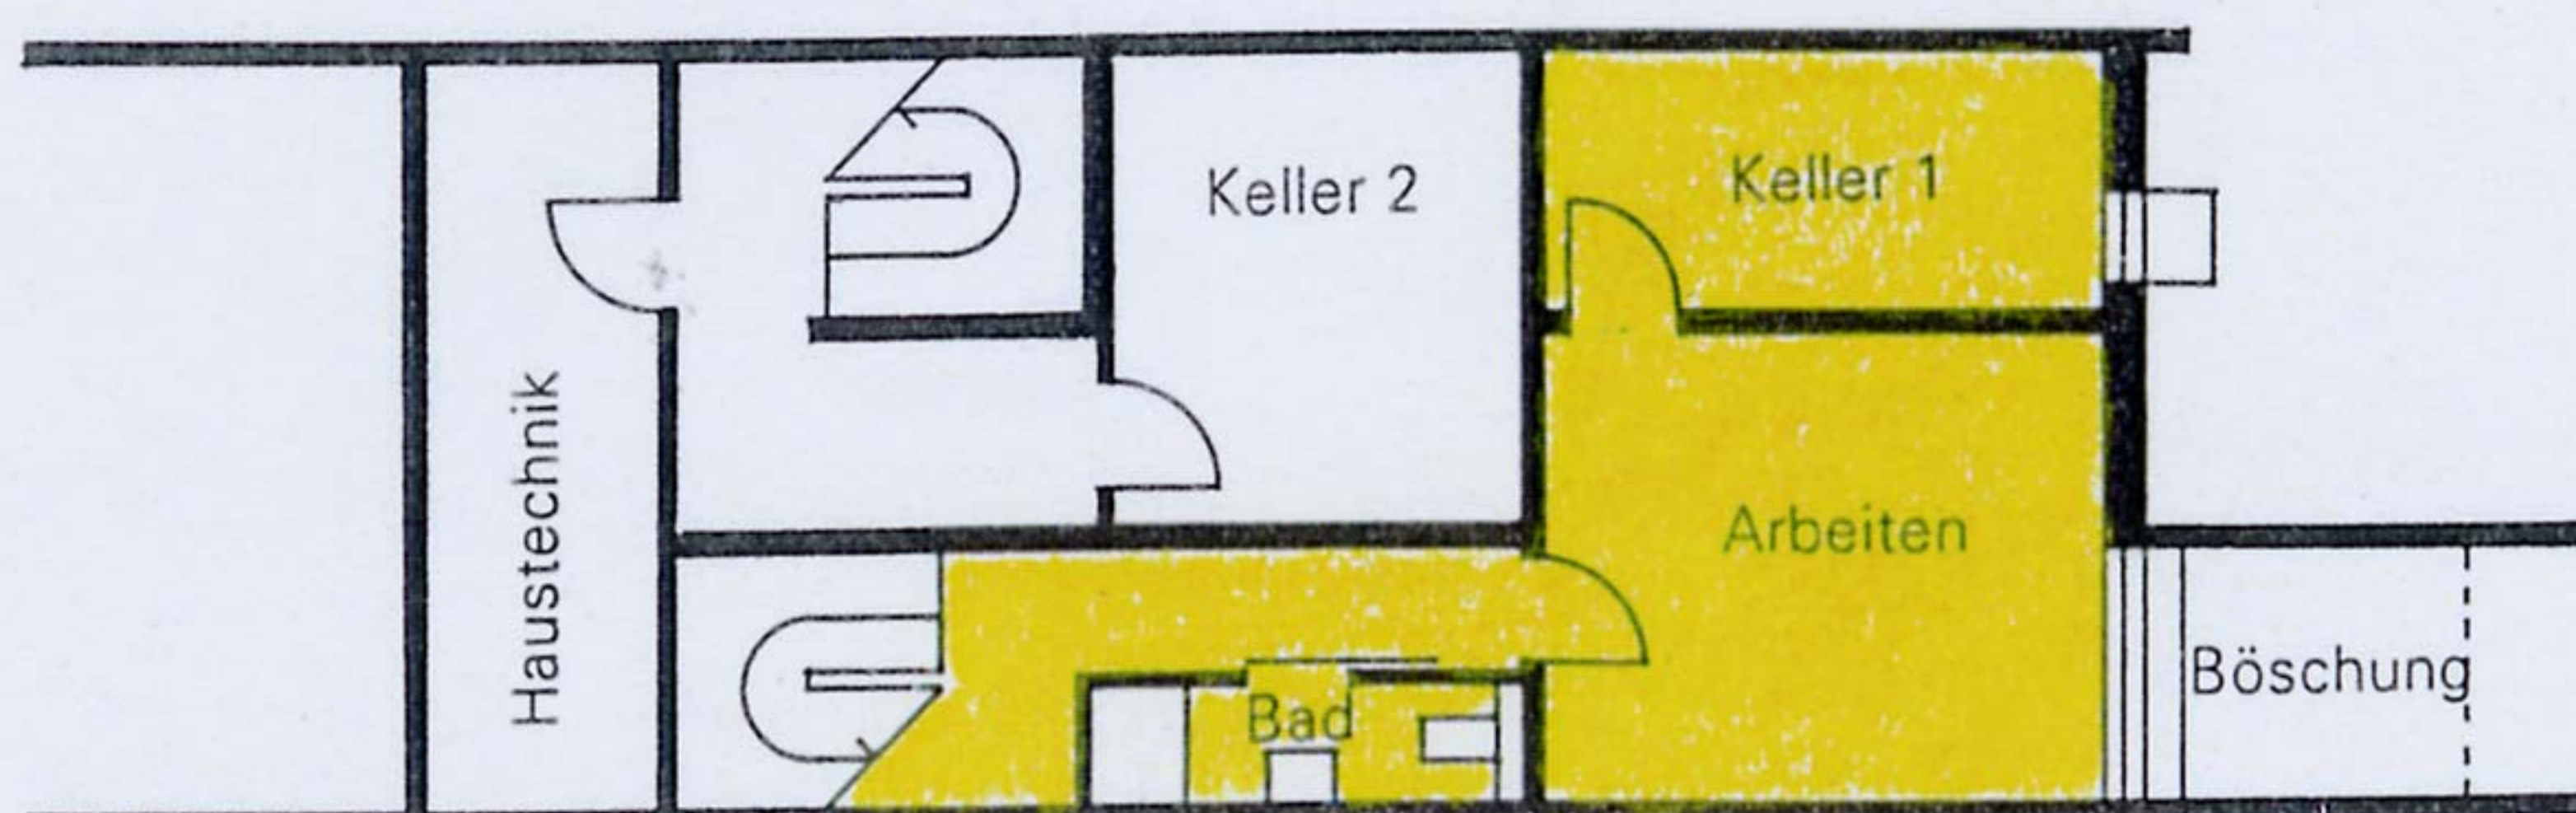 Haustechnik
Keller 2
Keller 1
Arbeiten
Bad
Böschung